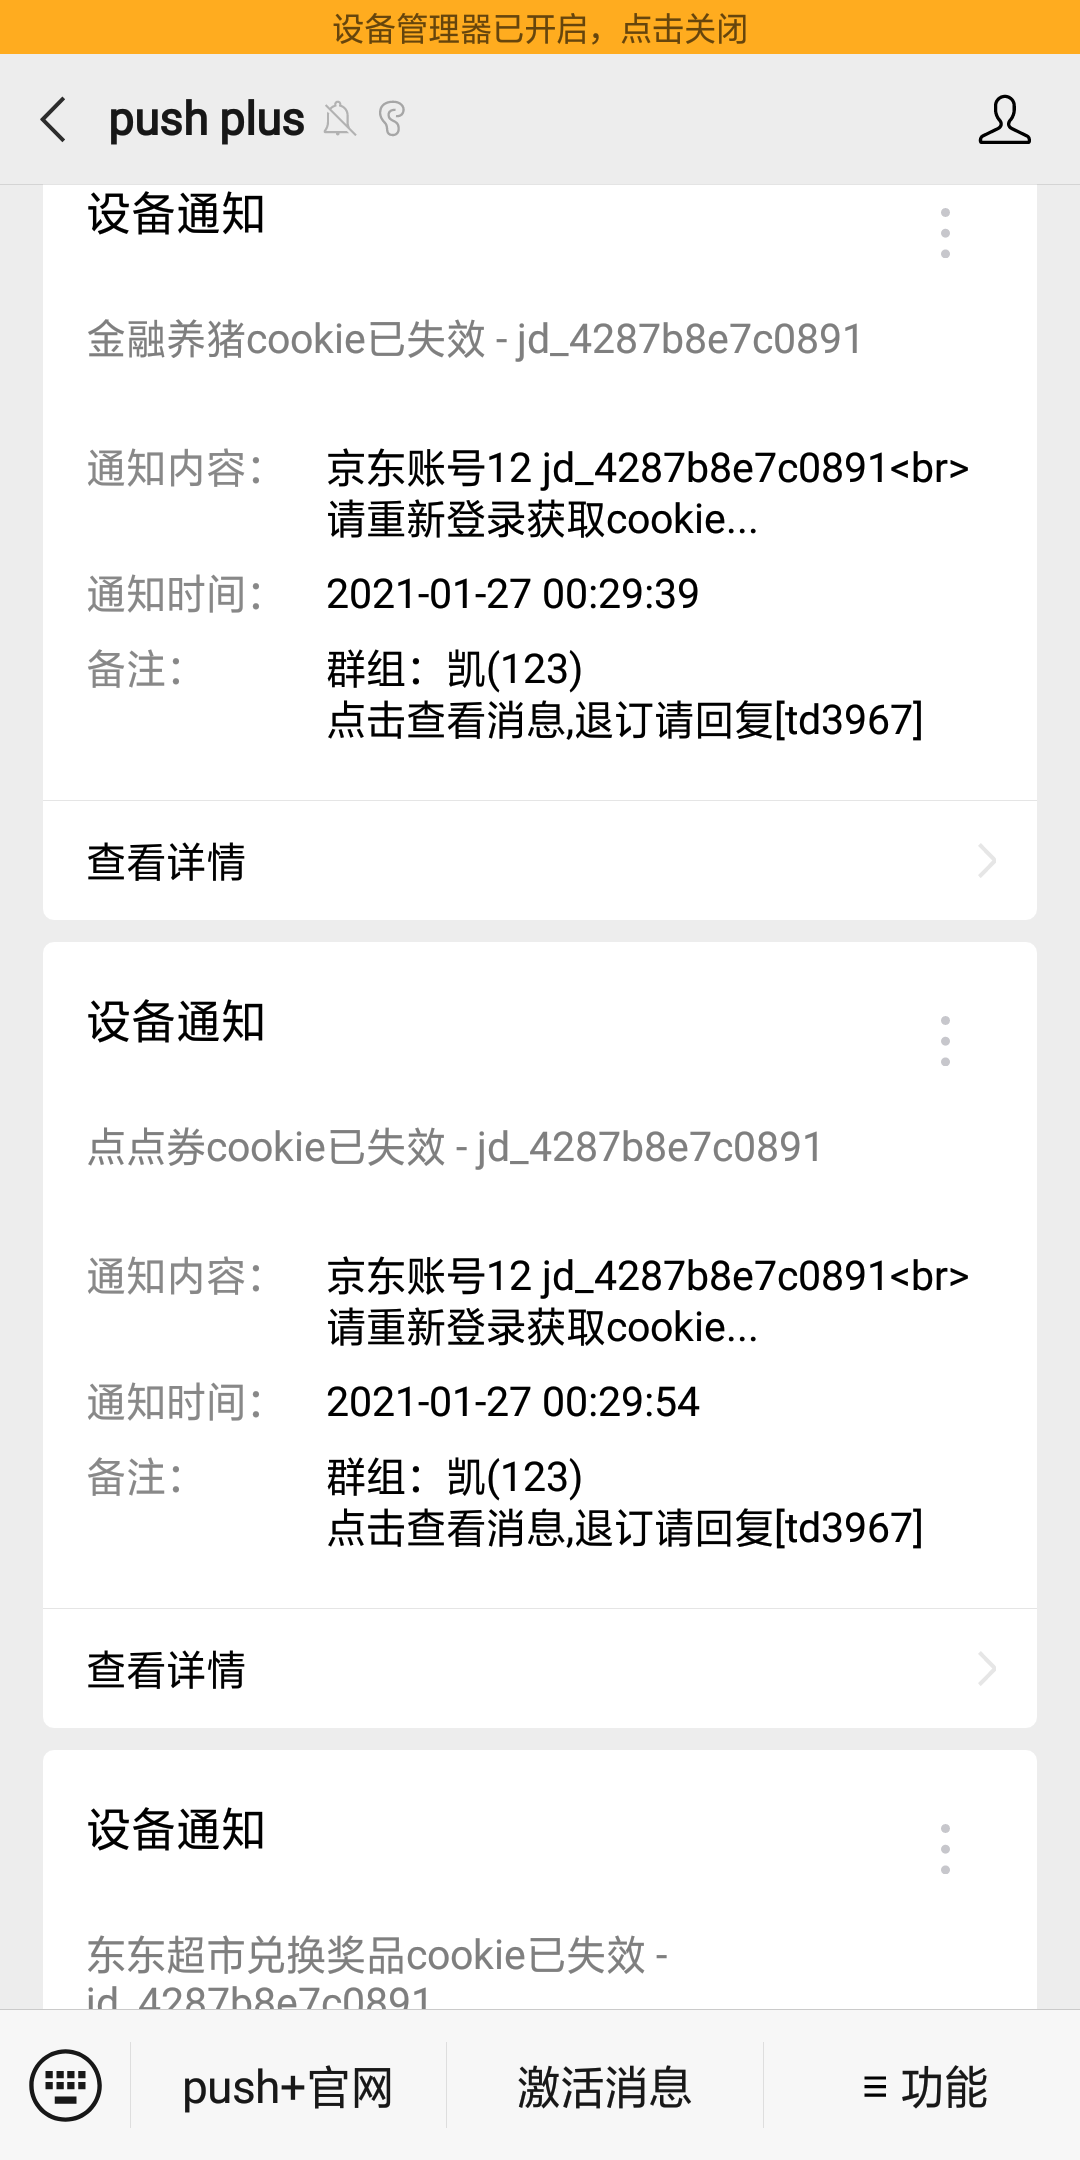 设备管理器已开启，点击关闭
push plus
设备通知
金融养猪cookie已失效 - jd_4287b8e7c0891
通知内容：
京东账号12 jd_4287b8e7c0891<br>
请重新登录获取cookie...
通知时间：
2021-01-27 00:29:39
备注：
群组：凯(123)
点击查看消息,退订请回复[td3967]
查看详情
设备通知
点点券cookie已失效 - jd_4287b8e7c0891
通知内容：
京东账号12 jd_4287b8e7c0891<br>
请重新登录获取cookie...
通知时间：
2021-01-27 00:29:54
备注：
群组：凯(123)
点击查看消息,退订请回复[td3967]
查看详情
设备通知
东东超市兑换奖品cookie已失效 -
jd_4287b8e7c0891
push+官网
激活消息
功能